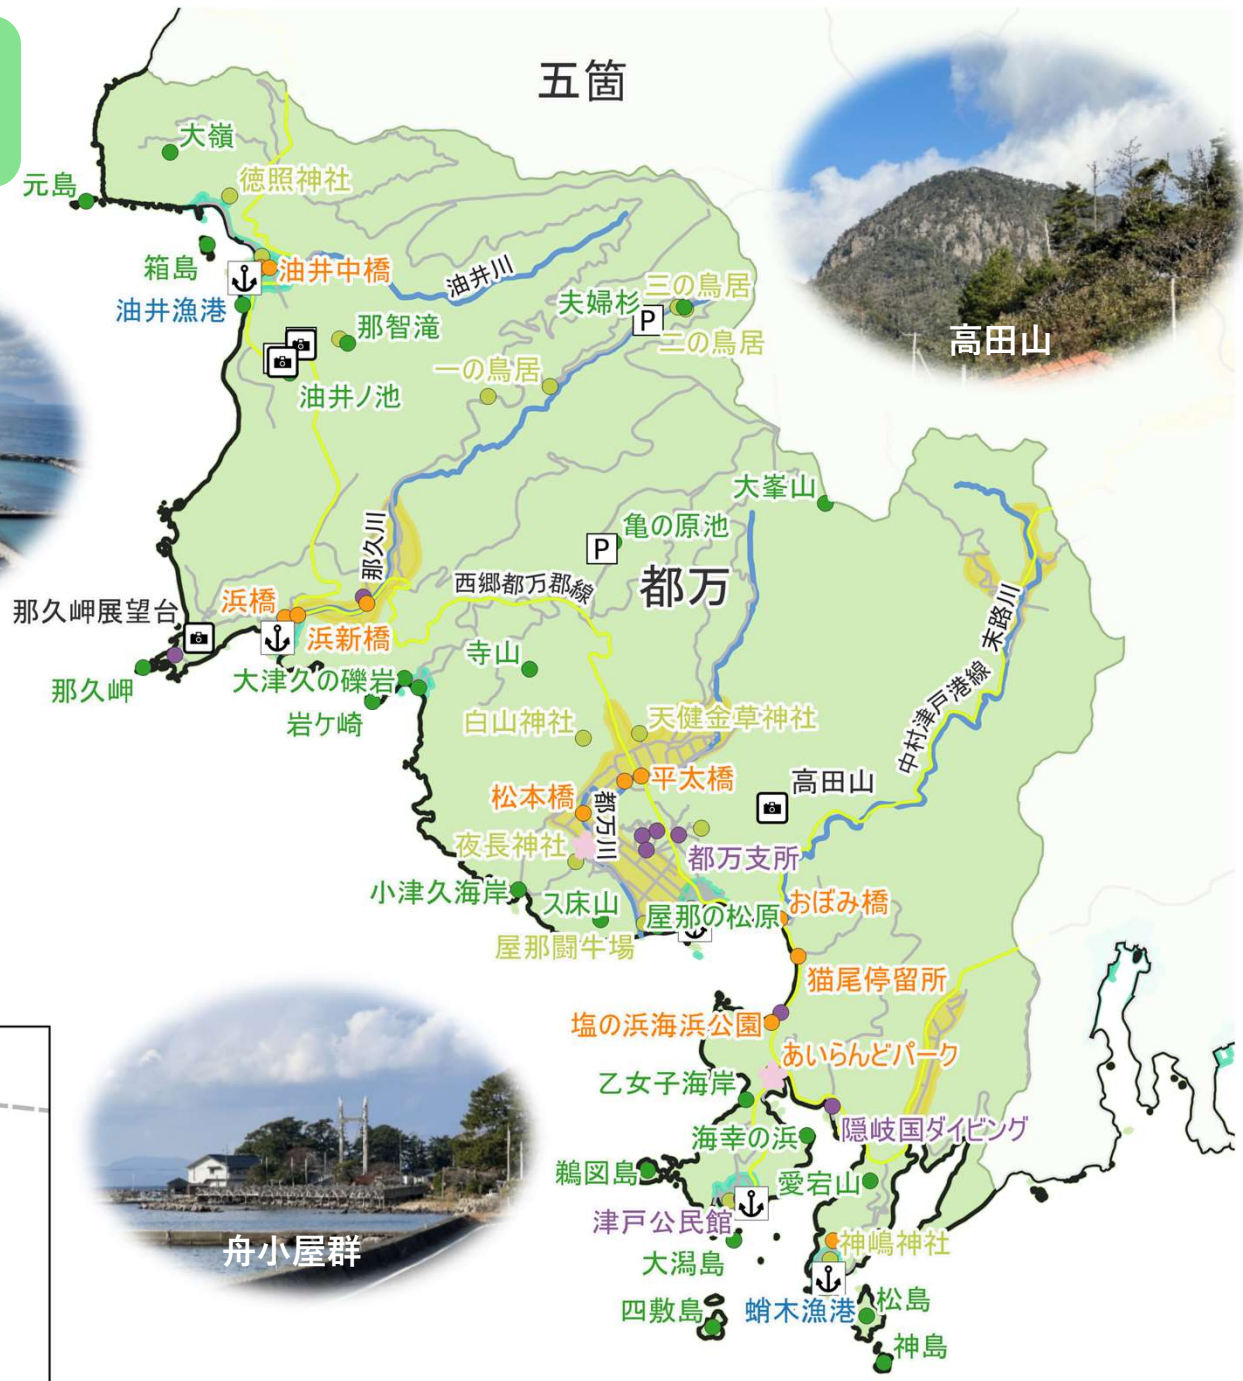 五箇
大嶺
元島
徳照神社
箱島
油井中橋
油井川
油井漁港
那智滝
夫婦杉
三の鳥居
P
二の鳥居
高田山
一の鳥居
油井ノ池
大峯山
亀の原池
P
那久川
西郷都万郡線
都万
末路川
那久岬展望台
浜橋
浜新橋
寺山
那久岬
大津久の礫岩
岩ケ崎
中村津戸港線
白山神社
天健金草神社
平太橋
高田山
松本橋
都万川
夜長神社
都万支所
小津久海岸
ス床山
屋那の松原
おぼみ橋
屋那闘牛場
猫尾停留所
塩の浜海浜公園
あいらんどパーク
乙女子海岸
海幸の浜
隠岐国ダイビング
鵜図島
愛宕山
津戸公民館
神嶋神社
舟小屋群
大潟島
四敷島
蛸木漁港
松島
神島